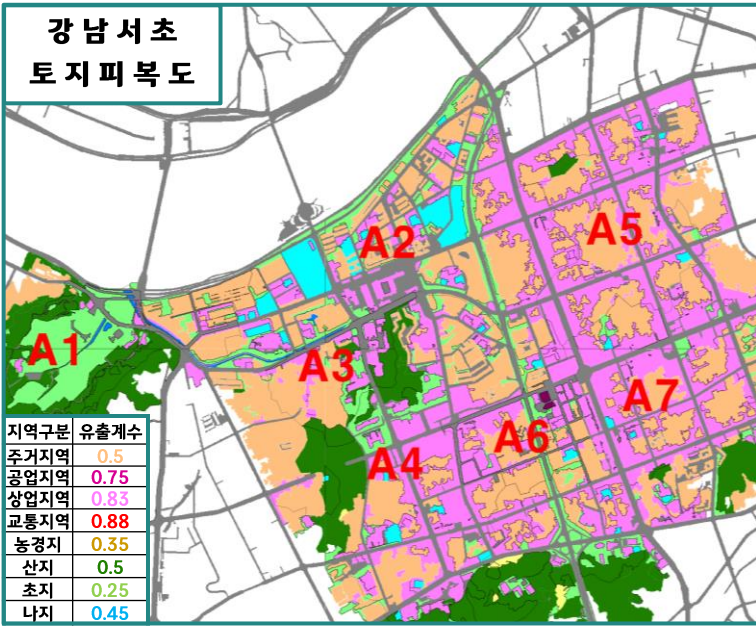 강남서초
토지피복도
A2
A5
A1
A3
A7
A6
A4
지역구분 유출계수
주거지역 0.5
공업지역 0.75
상업지역 0.83
교통지역 0.88
농경지 0.35
산지 0.5
초지 0.25
나지 0.45